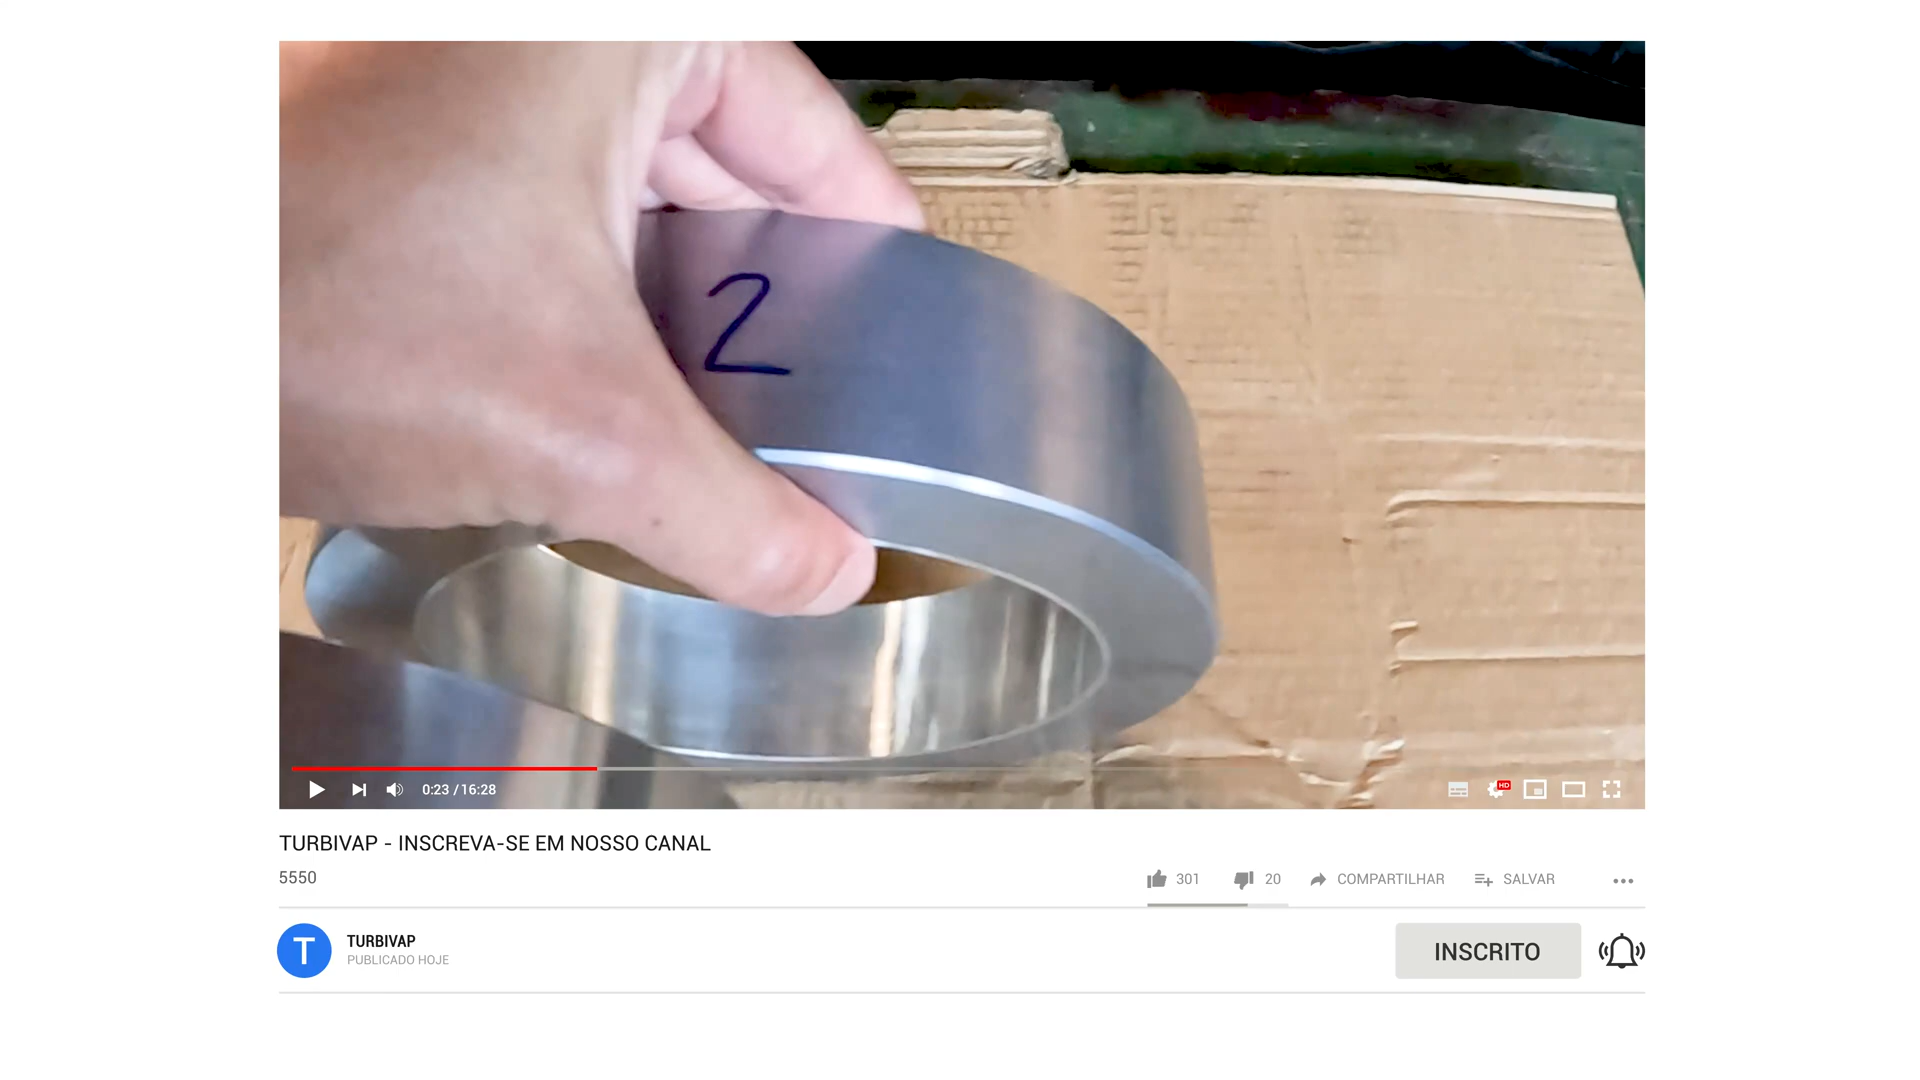 2
0:23 / 16:28
HD
TURBIVAP - INSCREVA-SE EM NOSSO CANAL
5550
301
20
COMPARTILHAR
SALVAR
T
TURBIVAP
PUBLICADO HOJE
INSCRITO